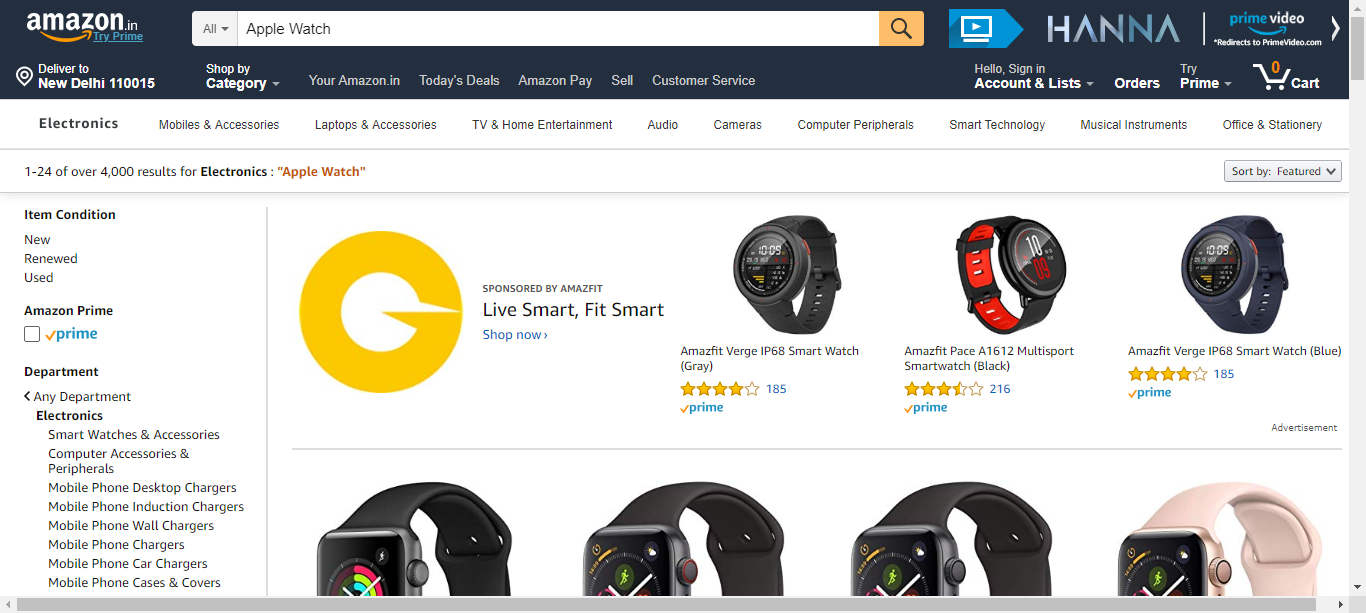 amazon.in
Try Prime
All
Apple Watch
HANNA
prime video
*Redirects to PrimeVideo.com
Deliver to
New Delhi 110015
Shop by
Category
Your Amazon.in
Today's Deals
Amazon Pay
Sell
Customer Service
Hello, Sign in
Account & Lists
Orders
Try
Prime
0
Cart
Electronics
Mobiles & Accessories
Laptops & Accessories
TV & Home Entertainment
Audio
Cameras
Computer Peripherals
Smart Technology
Musical Instruments
Office & Stationery
1-24 of over 4,000 results for Electronics : "Apple Watch"
Sort by: Featured
Item Condition
New
Renewed
Used
Amazon Prime
prime
Department
Any Department
Electronics
Smart Watches & Accessories
Computer Accessories &
Peripherals
Mobile Phone Desktop Chargers
Mobile Phone Induction Chargers
Mobile Phone Wall Chargers
Mobile Phone Chargers
Mobile Phone Car Chargers
Mobile Phone Cases & Covers
SPONSORED BY AMAZFIT
Live Smart, Fit Smart
Shop now ›
Amazfit Verge IP68 Smart Watch
(Gray)
185
prime
Amazfit Pace A1612 Multisport
Smartwatch (Black)
216
prime
Amazfit Verge IP68 Smart Watch (Blue)
185
prime
Advertisement